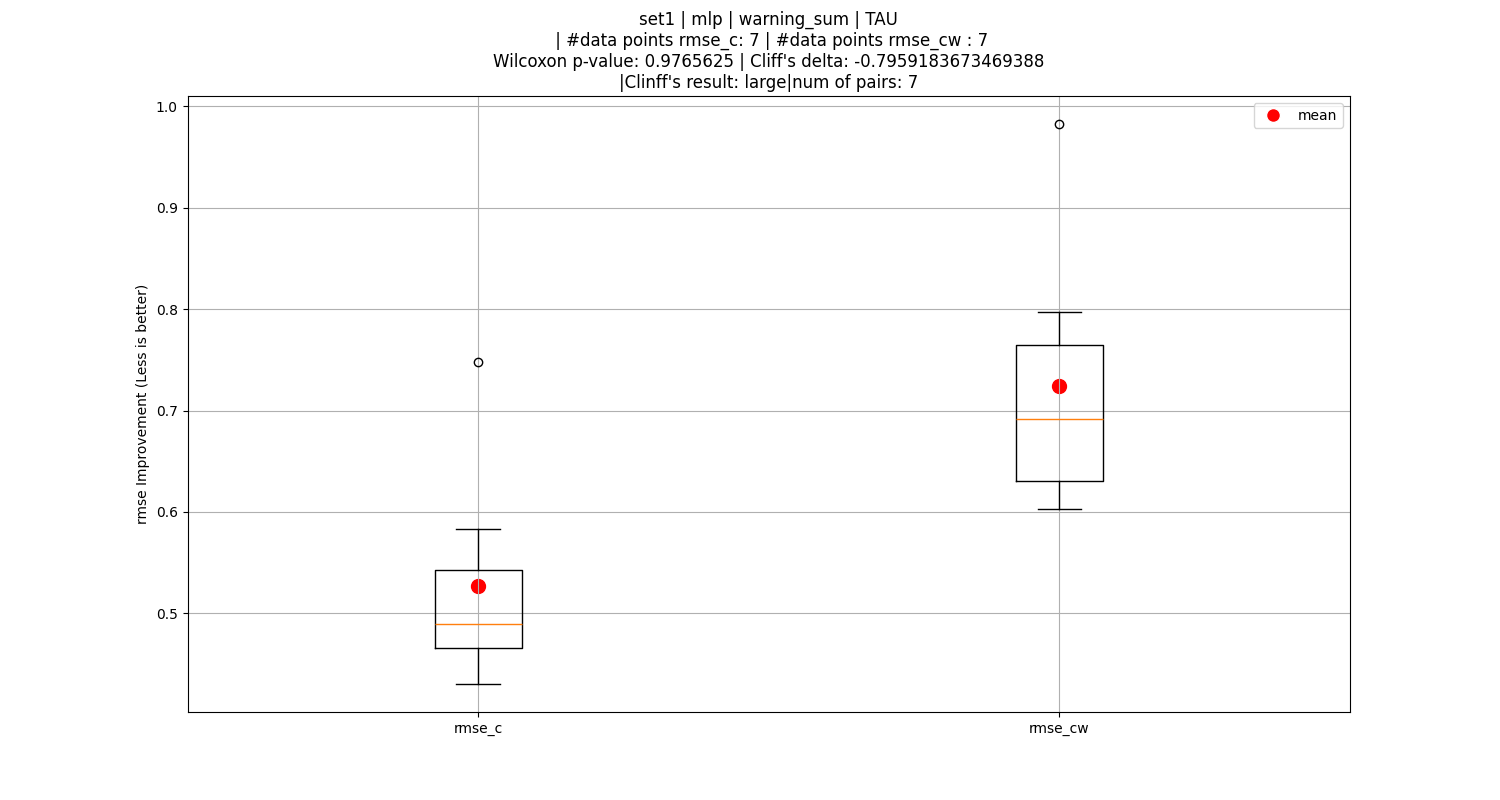 set1 | mlp | warning_sum | TAU
| #data points rmse_c: 7 | #data points rmse_cw : 7
Wilcoxon p-value: 0.9765625 | Cliff's delta: -0.7959183673469388
|Clinff's result: large|num of pairs: 7
mean
1.0
0.9
0.8
0.7
0.6
0.5
rmse Improvement (Less is better)
rmse_c
rmse_cw